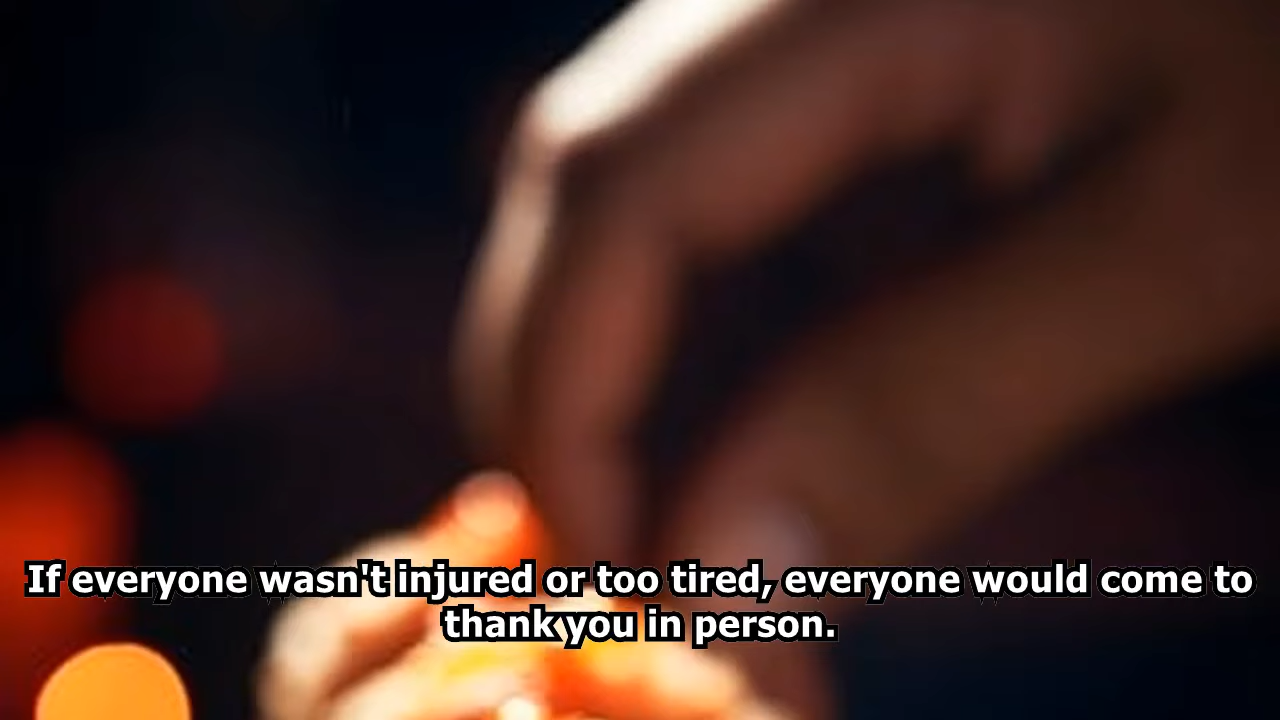 If everyone wasn't injured or too tired, everyone would come to
thank you in person.